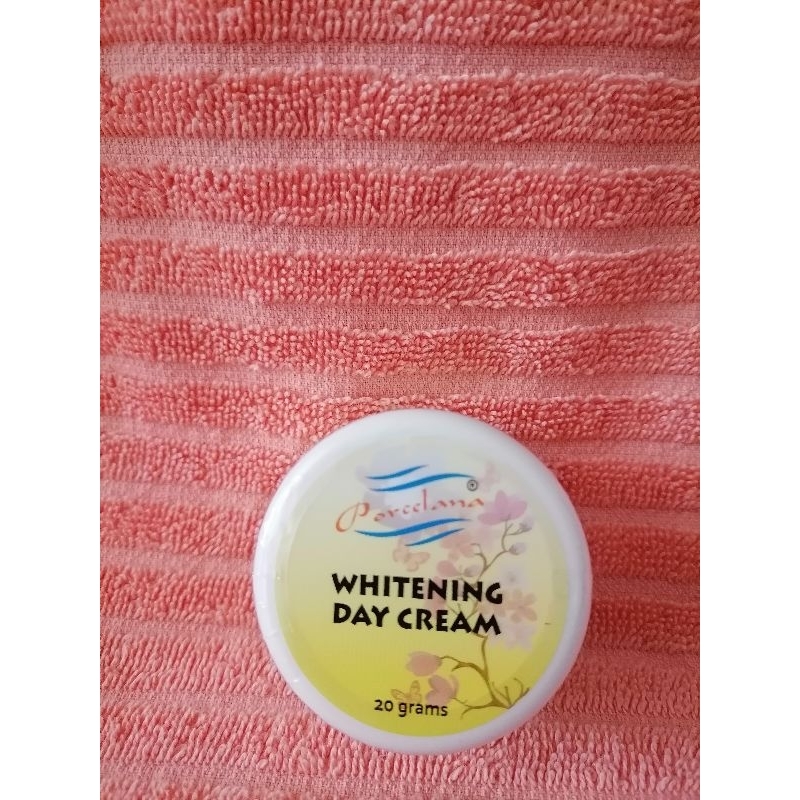 Porcelana®
WHITENING
DAY CREAM
20 grams